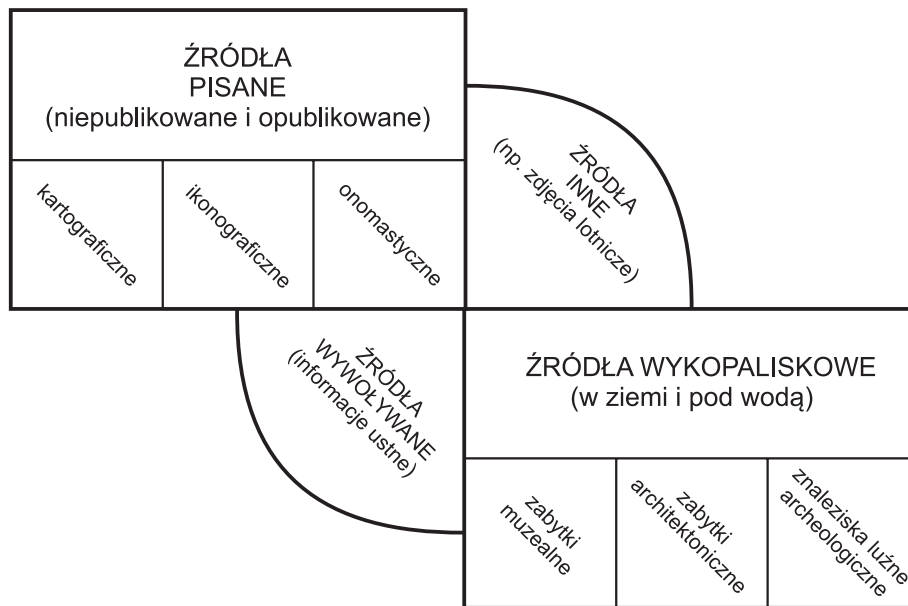 ŹRÓDŁA
PISANE
(niepublikowane i opublikowane)
kartograficzne
ikonograficzne
onomastyczne
ŹRÓDŁA
INNE
(np. zdjęcia lotnicze)
ŹRÓDŁA
WYWOŁYWANE
(informacje ustne)
ŹRÓDŁA WYKOPALISKOWE
(w ziemi i pod wodą)
zabytki
muzealne
zabytki
architektoniczne
znaleziska luźne
archeologiczne